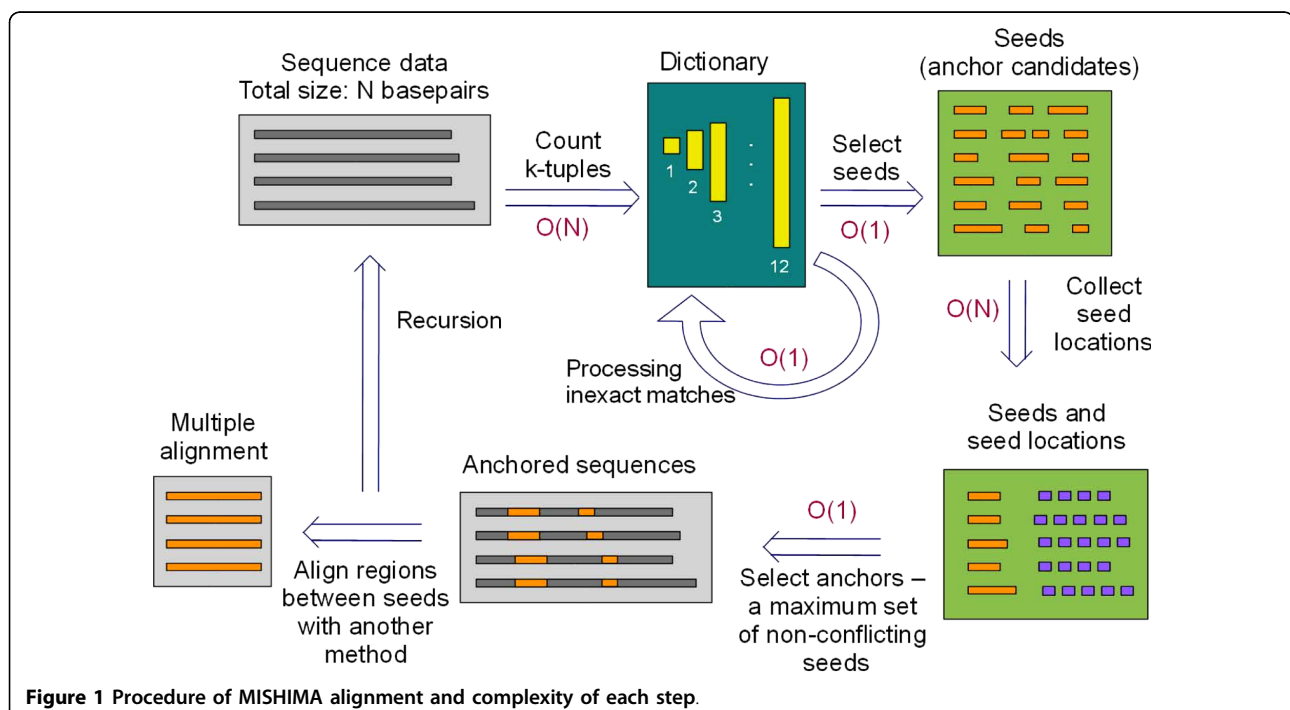 Sequence data
Total size: N basepairs
Count
k-tuples
O(N)
Dictionary
1
2
3
12
Select
seeds
O(1)
Seeds
(anchor candidates)
Processing
inexact matches
O(1)
O(N)
Collect
seed
locations
Seeds and
seed locations
O(1)
Select anchors –
a maximum set
of non-conflicting
seeds
Anchored sequences
Recursion
Align regions
between seeds
with another
method
Multiple
alignment
Figure 1 Procedure of MISHIMA alignment and complexity of each step.